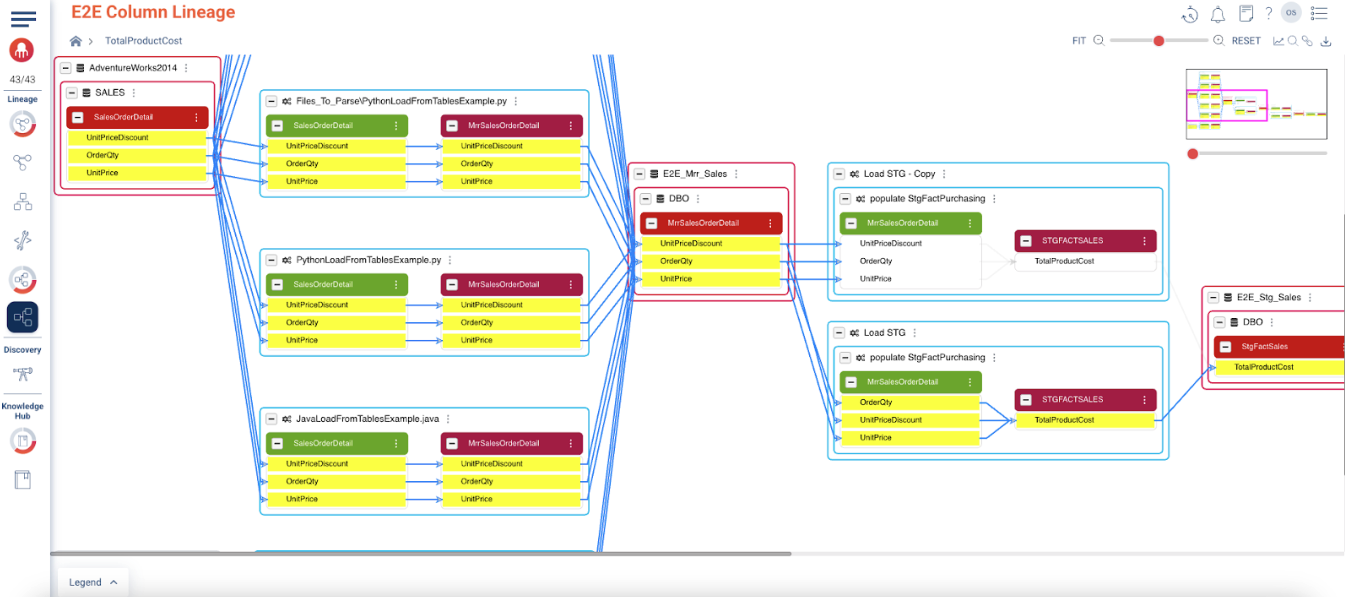 E2E Column Lineage
OS
TotalProductCost
FIT
RESET
43/43
Lineage
Discovery
Knowledge
Hub
AdventureWorks2014
SALES
SalesOrderDetail
UnitPriceDiscount
OrderQty
UnitPrice
Files_To_Parse\PythonLoadFromTablesExample.py
SalesOrderDetail
MrrSalesOrderDetail
UnitPriceDiscount
UnitPriceDiscount
OrderQty
OrderQty
UnitPrice
UnitPrice
PythonLoadFromTablesExample.py
SalesOrderDetail
MrrSalesOrderDetail
UnitPriceDiscount
UnitPriceDiscount
OrderQty
OrderQty
UnitPrice
UnitPrice
JavaLoadFromTablesExample.java
SalesOrderDetail
MrrSalesOrderDetail
UnitPriceDiscount
UnitPriceDiscount
OrderQty
OrderQty
UnitPrice
UnitPrice
E2E_Mrr_Sales
DBO
MrrSalesOrderDetail
UnitPriceDiscount
OrderQty
UnitPrice
Load STG - Copy
populate StgFactPurchasing
MrrSalesOrderDetail
UnitPriceDiscount
OrderQty
UnitPrice
STGFACTSALES
TotalProductCost
Load STG
populate StgFactPurchasing
MrrSalesOrderDetail
OrderQty
UnitPriceDiscount
UnitPrice
STGFACTSALES
TotalProductCost
E2E_Stg_Sales
DBO
StgFactSales
TotalProductCost
Legend